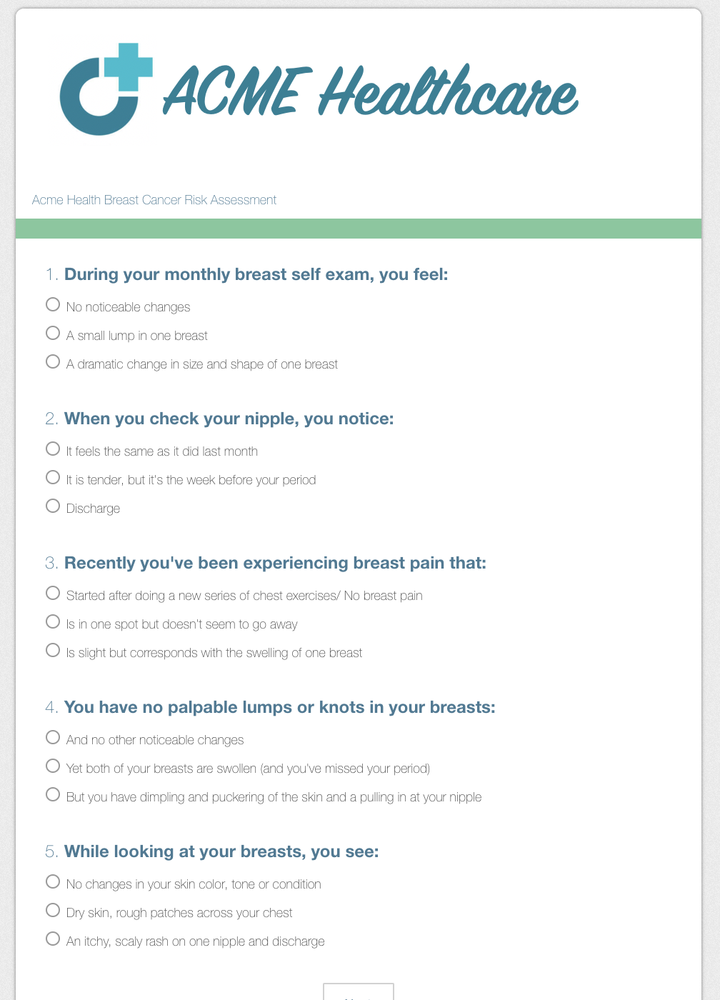 ACME Healthcare
Acme Health Breast Cancer Risk Assessment
1. During your monthly breast self exam, you feel:
No noticeable changes
A small lump in one breast
A dramatic change in size and shape of one breast
2. When you check your nipple, you notice:
It feels the same as it did last month
It is tender, but it's the week before your period
Discharge
3. Recently you've been experiencing breast pain that:
Started after doing a new series of chest exercises/ No breast pain
Is in one spot but doesn't seem to go away
Is slight but corresponds with the swelling of one breast
4. You have no palpable lumps or knots in your breasts:
And no other noticeable changes
Yet both of your breasts are swollen (and you've missed your period)
But you have dimpling and puckering of the skin and a pulling in at your nipple
5. While looking at your breasts, you see:
No changes in your skin color, tone or condition
Dry skin, rough patches across your chest
An itchy, scaly rash on one nipple and discharge